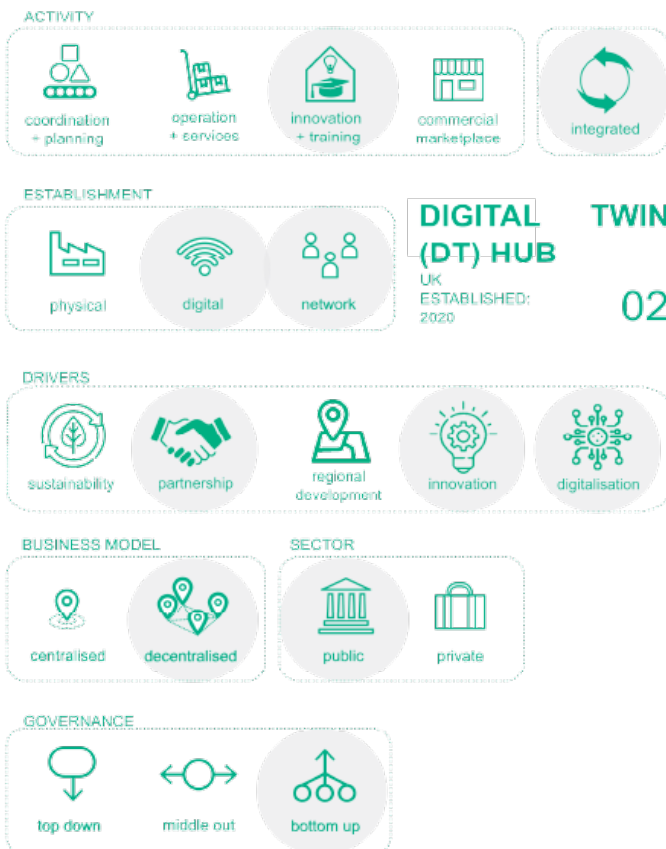 ACTIVITY
coordination + planning
operation + services
innovation + training
commercial marketplace
integrated
ESTABLISHMENT
physical
digital
network
DIGITAL TWIN
(DT) HUB
UK
ESTABLISHED:
2020
02
DRIVERS
sustainability
partnership
regional development
innovation
digitalisation
BUSINESS MODEL
centralised
decentralised
SECTOR
public
private
GOVERNANCE
top down
middle out
bottom up